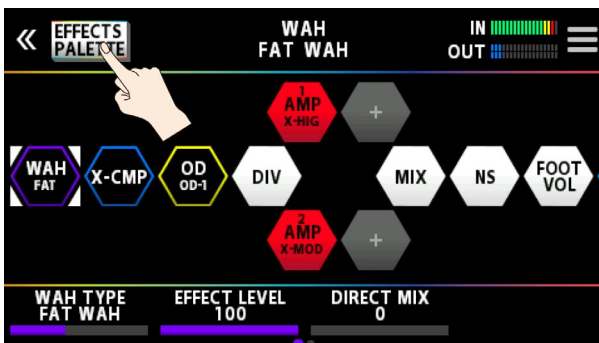 EFFECTS
PALETTE
WAH
FAT WAH
IN
OUT
1
AMP
X-HIG
+
WAH
FAT
X-CMP
OD
OD-1
DIV
MIX
NS
FOOT
VOL
2
AMP
X-MOD
+
WAH TYPE
FAT WAH
EFFECT LEVEL
100
DIRECT MIX
0